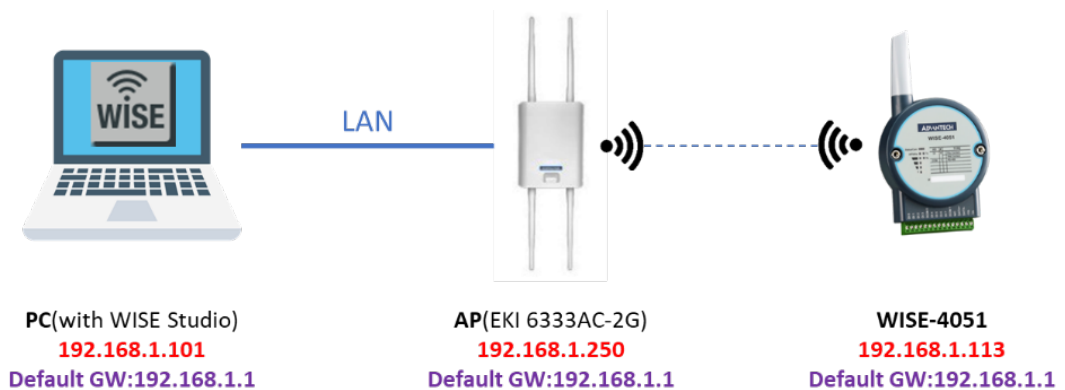 WISE
LAN
ADVANTECH
WISE-4051
PC(with WISE Studio)
192.168.1.101
Default GW:192.168.1.1
AP(EKI 6333AC-2G)
192.168.1.250
Default GW:192.168.1.1
WISE-4051
192.168.1.113
Default GW:192.168.1.1